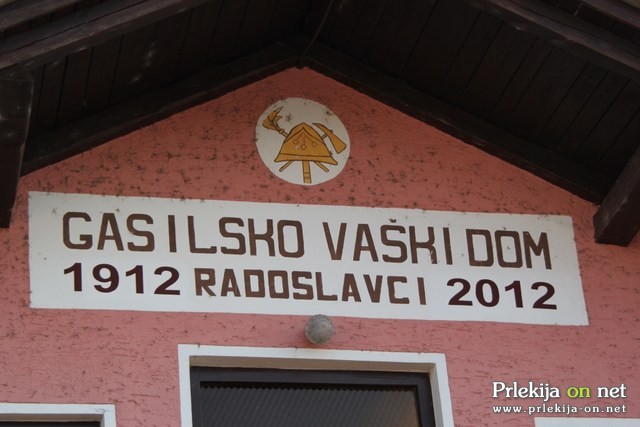 GASILSKO VAŠKI DOM
1912 RADOSLAVCI 2012
Prlekija on net
www.prlekija-on.net